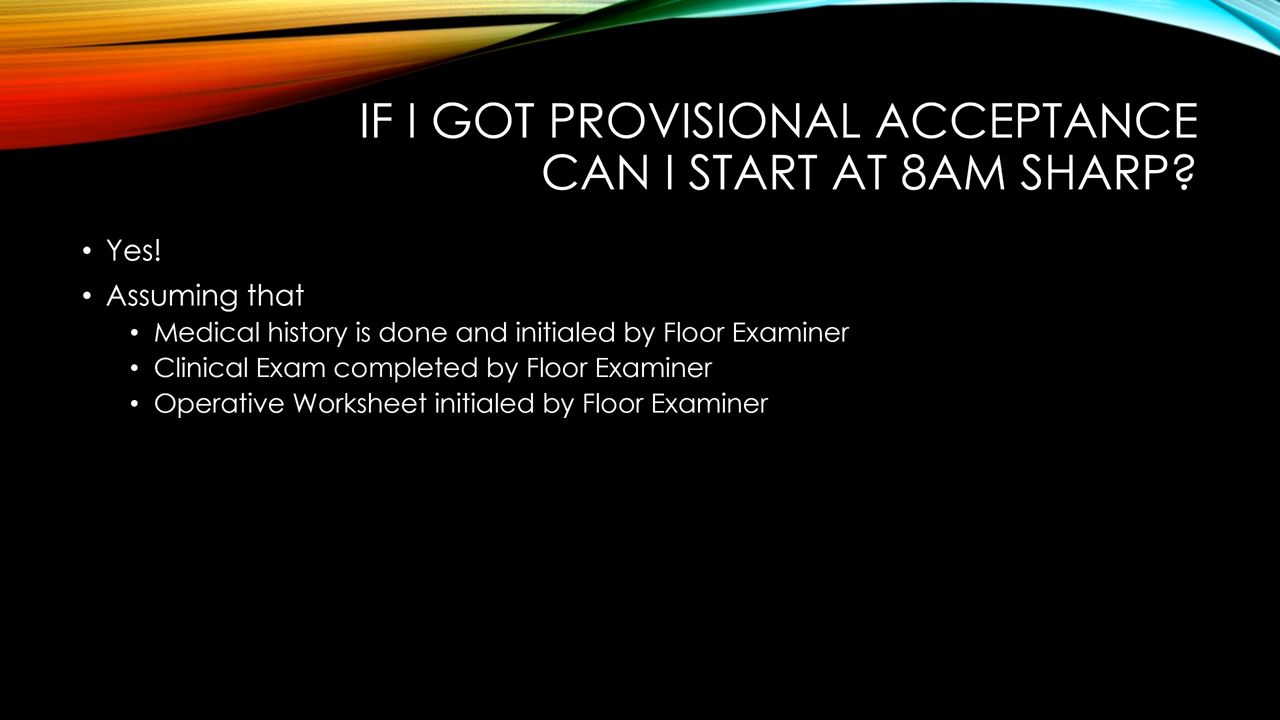 IF I GOT PROVISIONAL ACCEPTANCE
CAN I START AT 8AM SHARP?
• Yes!
• Assuming that
• Medical history is done and initialed by Floor Examiner
• Clinical Exam completed by Floor Examiner
• Operative Worksheet initialed by Floor Examiner